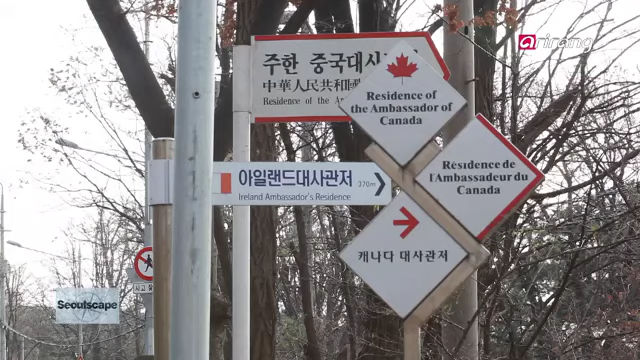 arirang
주한 중국대사
中華人民共和國
Residence of the
Residence of
the Ambassador of
Canada
Résidence de
l'Ambassadeur du
Canada
아일랜드대사관저 370m
Ireland Ambassador's Residence
캐나다 대사관저
Seoutscape